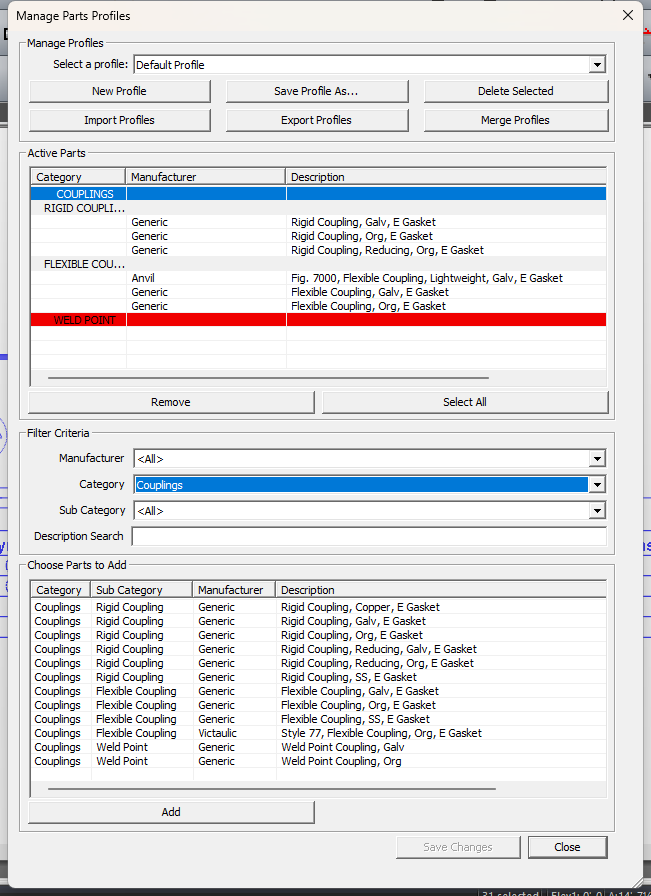 Manage Parts Profiles
Manage Profiles
Select a profile: Default Profile
New Profile Save Profile As... Delete Selected
Import Profiles Export Profiles Merge Profiles
Active Parts
Category Manufacturer Description
COUPLINGS
RIGID COUPLI...
Generic Rigid Coupling, Galv, E Gasket
Generic Rigid Coupling, Org, E Gasket
Generic Rigid Coupling, Reducing, Org, E Gasket
FLEXIBLE COU...
Anvil Fig. 7000, Flexible Coupling, Lightweight, Galv, E Gasket
Generic Flexible Coupling, Galv, E Gasket
Generic Flexible Coupling, Org, E Gasket
WELD POINT
Remove Select All
Filter Criteria
Manufacturer <All>
Category Couplings
Sub Category <All>
Description Search
Choose Parts to Add
Category Sub Category Manufacturer Description
Couplings Rigid Coupling Generic Rigid Coupling, Copper, E Gasket
Couplings Rigid Coupling Generic Rigid Coupling, Galv, E Gasket
Couplings Rigid Coupling Generic Rigid Coupling, Org, E Gasket
Couplings Rigid Coupling Generic Rigid Coupling, Reducing, Galv, E Gasket
Couplings Rigid Coupling Generic Rigid Coupling, Reducing, Org, E Gasket
Couplings Rigid Coupling Generic Rigid Coupling, SS, E Gasket
Couplings Flexible Coupling Generic Flexible Coupling, Galv, E Gasket
Couplings Flexible Coupling Generic Flexible Coupling, Org, E Gasket
Couplings Flexible Coupling Generic Flexible Coupling, SS, E Gasket
Couplings Flexible Coupling Victaulic Style 77, Flexible Coupling, Org, E Gasket
Couplings Weld Point Generic Weld Point Coupling, Galv
Couplings Weld Point Generic Weld Point Coupling, Org
Add
Save Changes Close